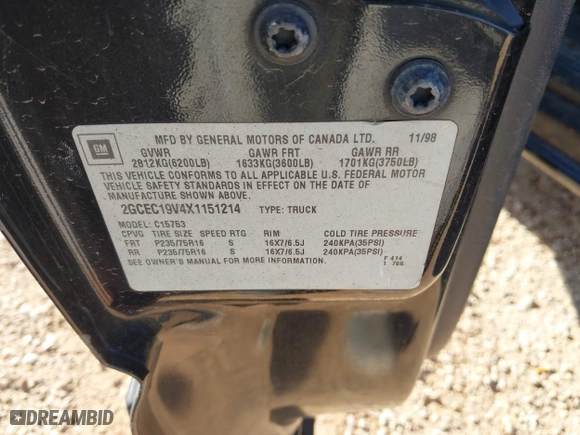 MFD BY GENERAL MOTORS OF CANADA LTD. 11/98
GM
GVWR GAWR FRT GAWR RR
2812KG(6200LB) 1633KG(3600LB) 1701KG(3750LB)
THIS VEHICLE CONFORMS TO ALL APPLICABLE U.S. FEDERAL MOTOR
VEHICLE SAFETY STANDARDS IN EFFECT ON THE DATE OF
MANUFACTURE SHOWN ABOVE.
2GCEC19V4X1151214 TYPE: TRUCK
MODEL: C15753
CPVG TIRE SIZE SPEED RTG RIM COLD TIRE PRESSURE
FRT P235/75R16 S 16X7/6.5J 240KPA(35PSI)
RR P235/75R16 S 16X7/6.5J 240KPA(35PSI)
SEE OWNER'S MANUAL FOR MORE INFORMATION.
F 414
1 766
DREAMBID